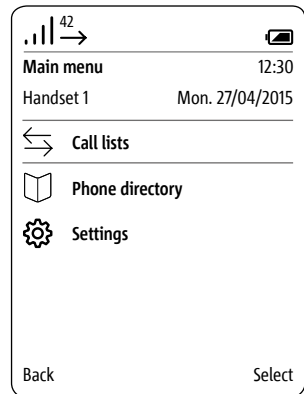 42
Main menu 12:30
Handset 1 Mon. 27/04/2015
Call lists
Phone directory
Settings
Back Select